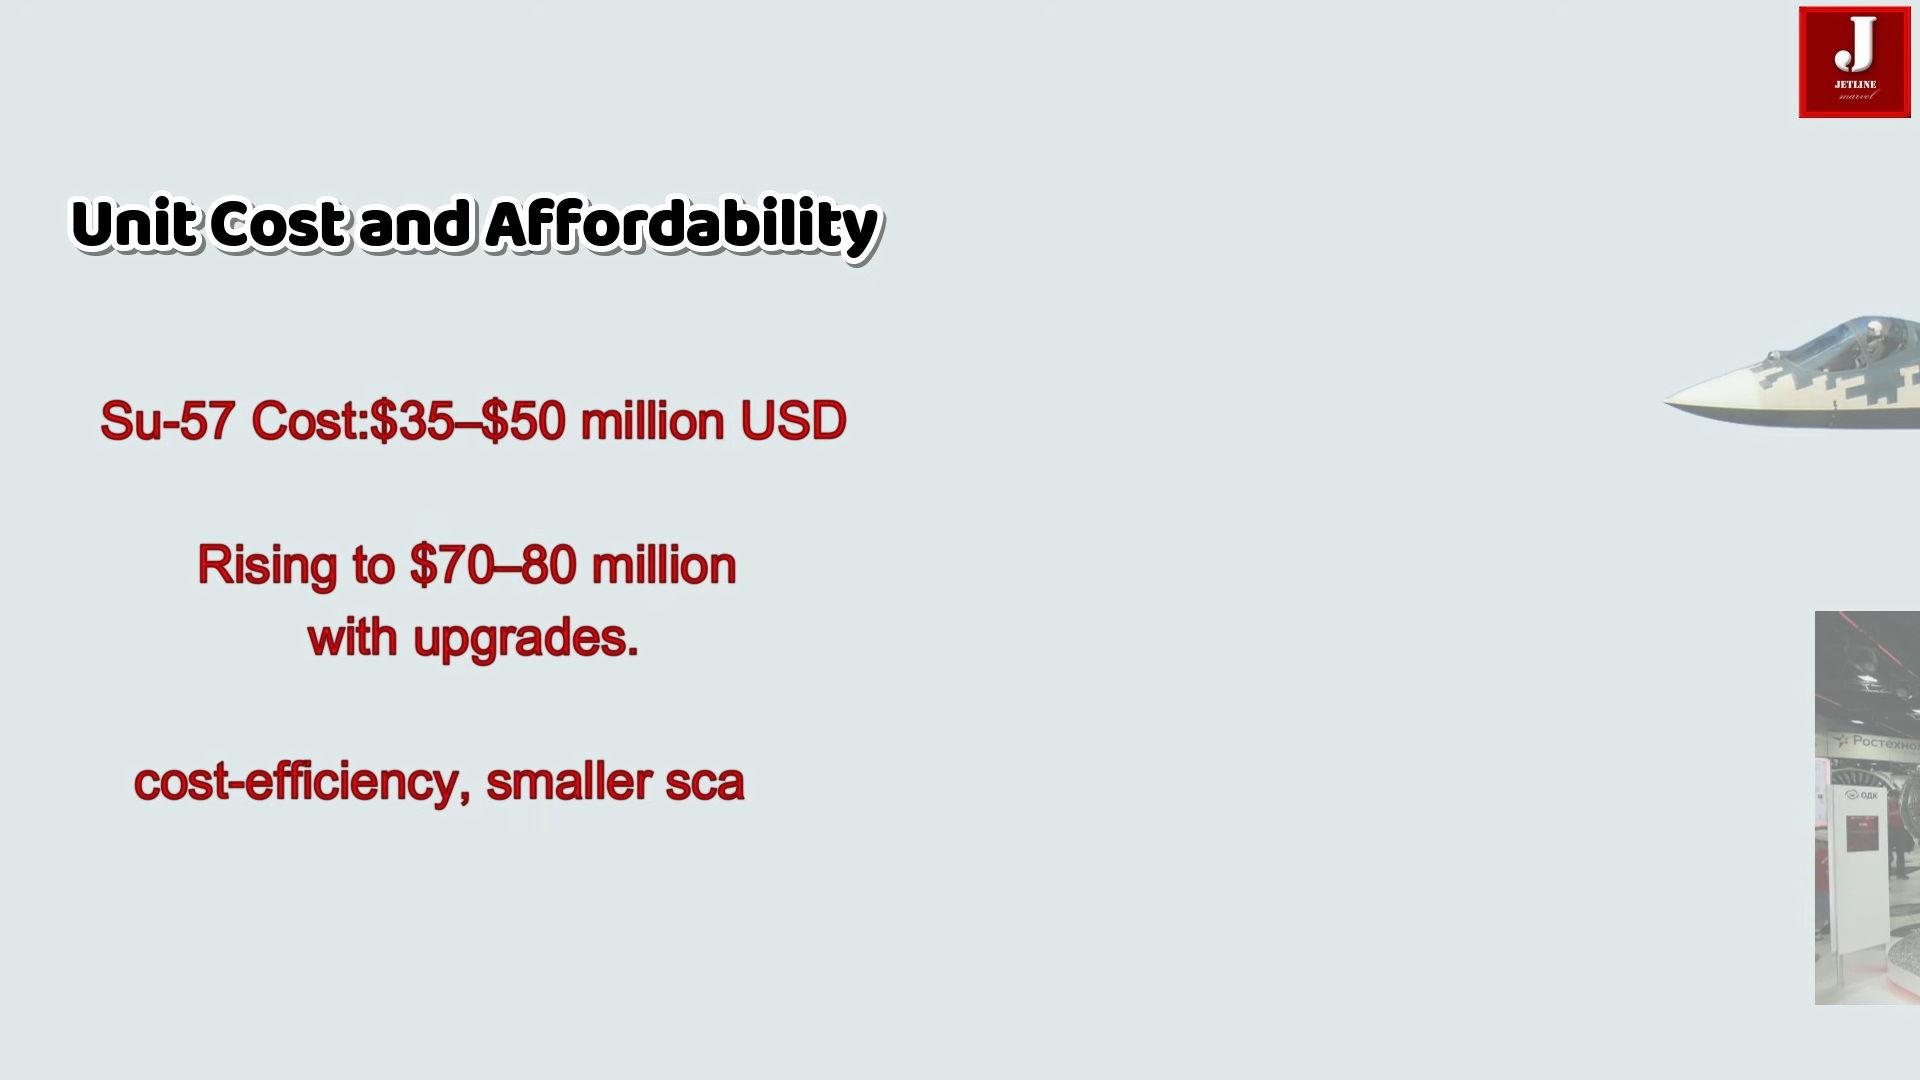 J
JETLINE
marvel
Unit Cost and Affordability
Su-57 Cost:$35–$50 million USD
Rising to $70–80 million
with upgrades.
cost-efficiency, smaller sca
Ростехно
ОДК